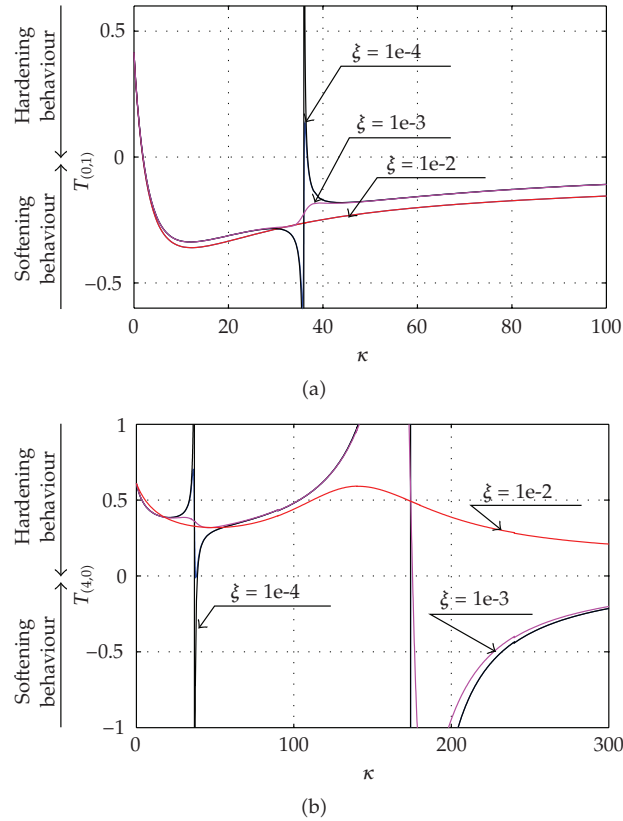 Hardening behaviour
Softening behaviour
T(0,1)
0.5
0
−0.5
ξ = 1e-4
ξ = 1e-3
ξ = 1e-2
0 20 40 60 80 100
κ
(a)
Hardening behaviour
Softening behaviour
T(4,0)
1
0.5
0
−0.5
−1
ξ = 1e-2
ξ = 1e-4
ξ = 1e-3
0 100 200 300
κ
(b)